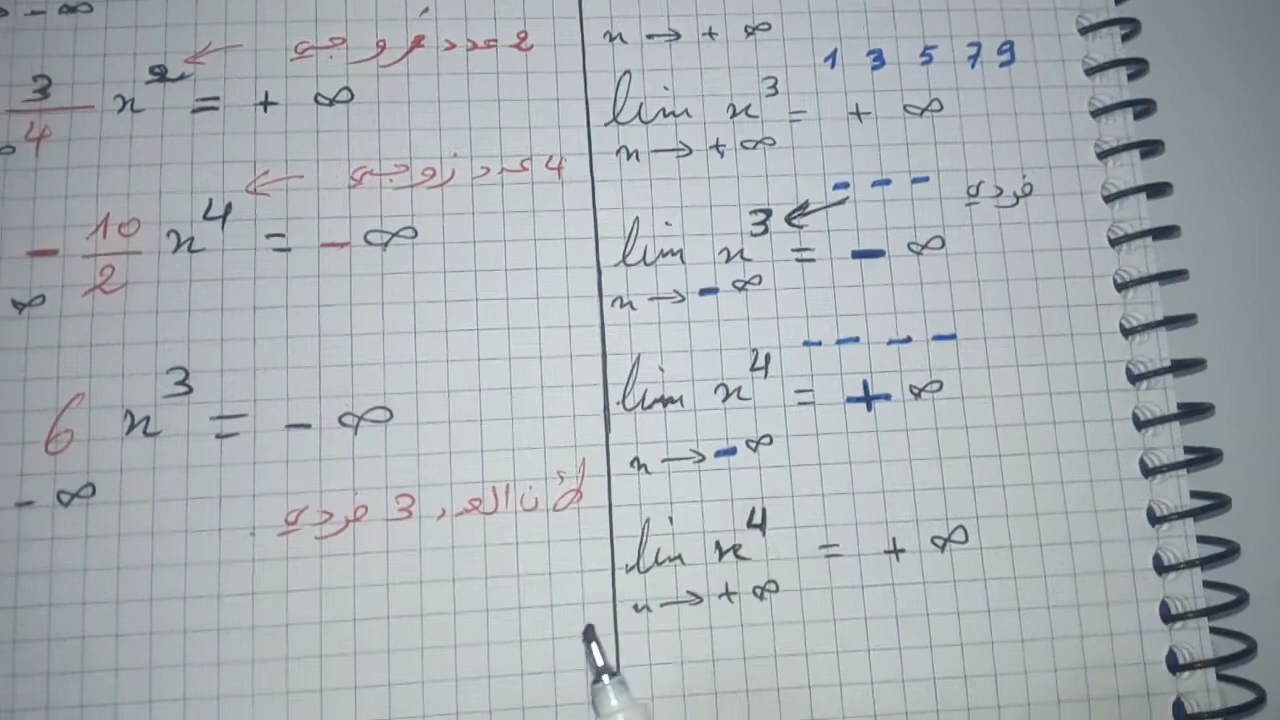 → -∞
3/4 x² = + ∞ ← 2 عدد زوجي
- 10/2 x⁴ = - ∞ ← 4 عدد زوجي
∞
6 x³ = - ∞
- ∞
لأن العدد 3 فردي.
x → + ∞
1 3 5 7 9
lim x³ = + ∞
x → + ∞
- - - فردي
lim x³ = - ∞
x → - ∞
- - - -
lim x⁴ = + ∞
x → - ∞
lim x⁴ = + ∞
x → + ∞